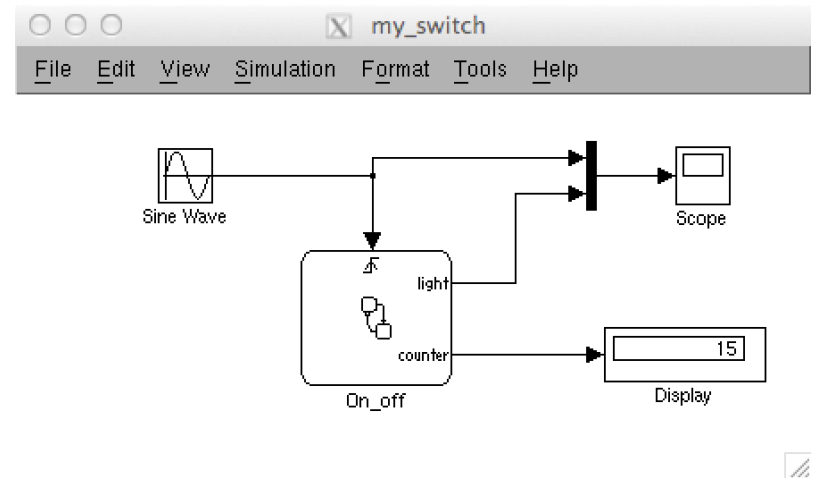 my_switch
File Edit View Simulation Format Tools Help
Sine Wave
Scope
light
counter
15
On_off
Display